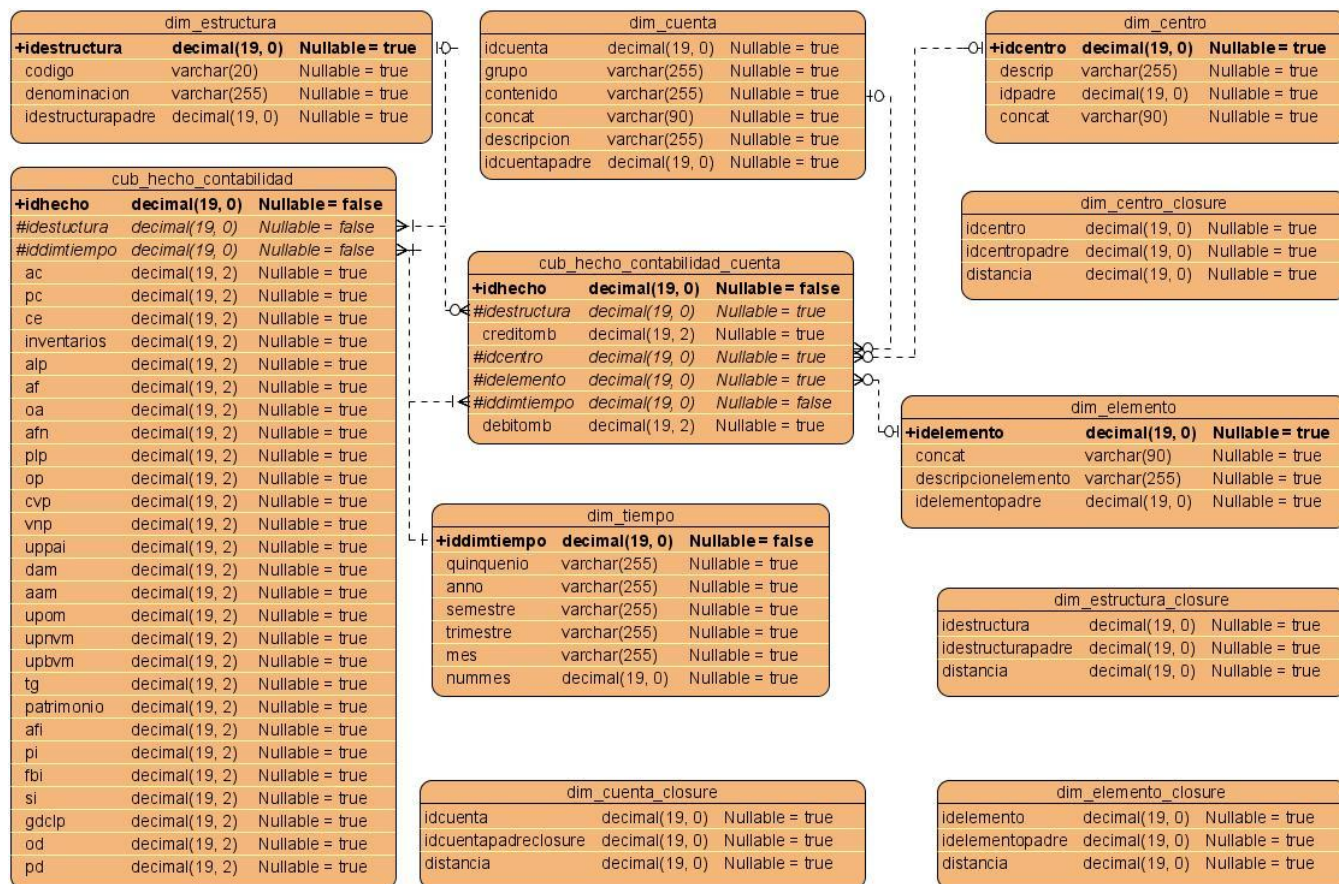 dim_estructura
+idestructura decimal(19, 0) Nullable = true
codigo varchar(20) Nullable = true
denominacion varchar(255) Nullable = true
idestructurapadre decimal(19, 0) Nullable = true
dim_cuenta
idcuenta decimal(19, 0) Nullable = true
grupo varchar(255) Nullable = true
contenido varchar(255) Nullable = true
concat varchar(90) Nullable = true
descripcion varchar(255) Nullable = true
idcuentapadre decimal(19, 0) Nullable = true
dim_centro
+idcentro decimal(19, 0) Nullable = true
descrip varchar(255) Nullable = true
idpadre decimal(19, 0) Nullable = true
concat varchar(90) Nullable = true
cub_hecho_contabilidad
+idhecho decimal(19, 0) Nullable = false
#idestuctura decimal(19, 0) Nullable = false
#iddimtiempo decimal(19, 0) Nullable = false
ac decimal(19, 2) Nullable = true
pc decimal(19, 2) Nullable = true
ce decimal(19, 2) Nullable = true
inventarios decimal(19, 2) Nullable = true
alp decimal(19, 2) Nullable = true
af decimal(19, 2) Nullable = true
oa decimal(19, 2) Nullable = true
afn decimal(19, 2) Nullable = true
plp decimal(19, 2) Nullable = true
op decimal(19, 2) Nullable = true
cvp decimal(19, 2) Nullable = true
vnp decimal(19, 2) Nullable = true
uppai decimal(19, 2) Nullable = true
dam decimal(19, 2) Nullable = true
aam decimal(19, 2) Nullable = true
upom decimal(19, 2) Nullable = true
upnvm decimal(19, 2) Nullable = true
upbvm decimal(19, 2) Nullable = true
tg decimal(19, 2) Nullable = true
patrimonio decimal(19, 2) Nullable = true
afi decimal(19, 2) Nullable = true
pi decimal(19, 2) Nullable = true
fbi decimal(19, 2) Nullable = true
si decimal(19, 2) Nullable = true
gdclp decimal(19, 2) Nullable = true
od decimal(19, 2) Nullable = true
pd decimal(19, 2) Nullable = true
dim_centro_closure
idcentro decimal(19, 0) Nullable = true
idcentropadre decimal(19, 0) Nullable = true
distancia decimal(19, 0) Nullable = true
cub_hecho_contabilidad_cuenta
+idhecho decimal(19, 0) Nullable = false
#idestructura decimal(19, 0) Nullable = true
creditomb decimal(19, 2) Nullable = true
#idcentro decimal(19, 0) Nullable = true
#idelemento decimal(19, 0) Nullable = true
#iddimtiempo decimal(19, 0) Nullable = false
debitomb decimal(19, 2) Nullable = true
dim_elemento
+idelemento decimal(19, 0) Nullable = true
concat varchar(90) Nullable = true
descripcionelemento varchar(255) Nullable = true
idelementopadre decimal(19, 0) Nullable = true
dim_tiempo
+iddimtiempo decimal(19, 0) Nullable = false
quinquenio varchar(255) Nullable = true
anno varchar(255) Nullable = true
semestre varchar(255) Nullable = true
trimestre varchar(255) Nullable = true
mes varchar(255) Nullable = true
nummes decimal(19, 0) Nullable = true
dim_estructura_closure
idestructura decimal(19, 0) Nullable = true
idestructurapadre decimal(19, 0) Nullable = true
distancia decimal(19, 0) Nullable = true
dim_cuenta_closure
idcuenta decimal(19, 0) Nullable = true
idcuentapadreclosure decimal(19, 0) Nullable = true
distancia decimal(19, 0) Nullable = true
dim_elemento_closure
idelemento decimal(19, 0) Nullable = true
idelementopadre decimal(19, 0) Nullable = true
distancia decimal(19, 0) Nullable = true